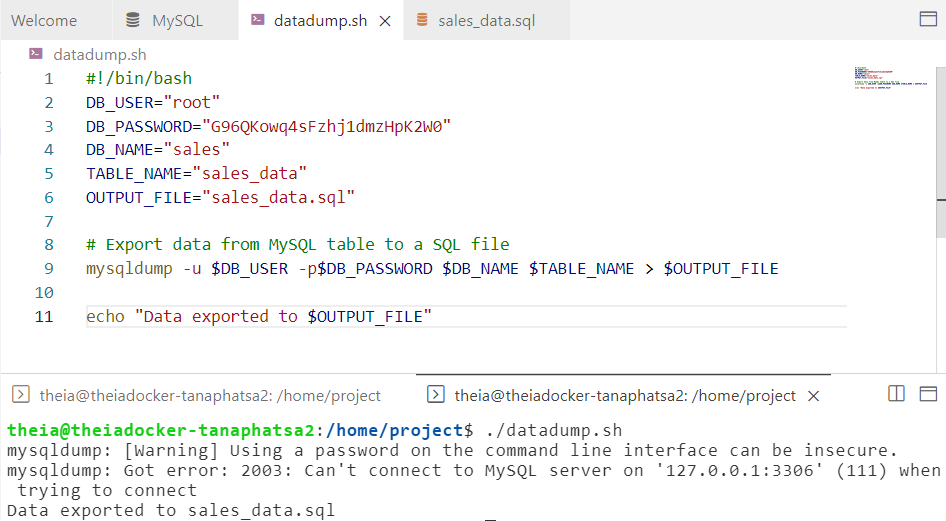 Welcome
MySQL
datadump.sh
sales_data.sql
datadump.sh
1 #!/bin/bash
2 DB_USER="root"
3 DB_PASSWORD="G96QKowq4sFzhj1dmzHpK2W0"
4 DB_NAME="sales"
5 TABLE_NAME="sales_data"
6 OUTPUT_FILE="sales_data.sql"
7
8 # Export data from MySQL table to a SQL file
9 mysqldump -u $DB_USER -p$DB_PASSWORD $DB_NAME $TABLE_NAME > $OUTPUT_FILE
10
11 echo "Data exported to $OUTPUT_FILE"
theia@theiadocker-tanaphatsa2: /home/project
theia@theiadocker-tanaphatsa2: /home/project
theia@theiadocker-tanaphatsa2:/home/project$ ./datadump.sh
mysqldump: [Warning] Using a password on the command line interface can be insecure.
mysqldump: Got error: 2003: Can't connect to MySQL server on '127.0.0.1:3306' (111) when
trying to connect
Data exported to sales_data.sql